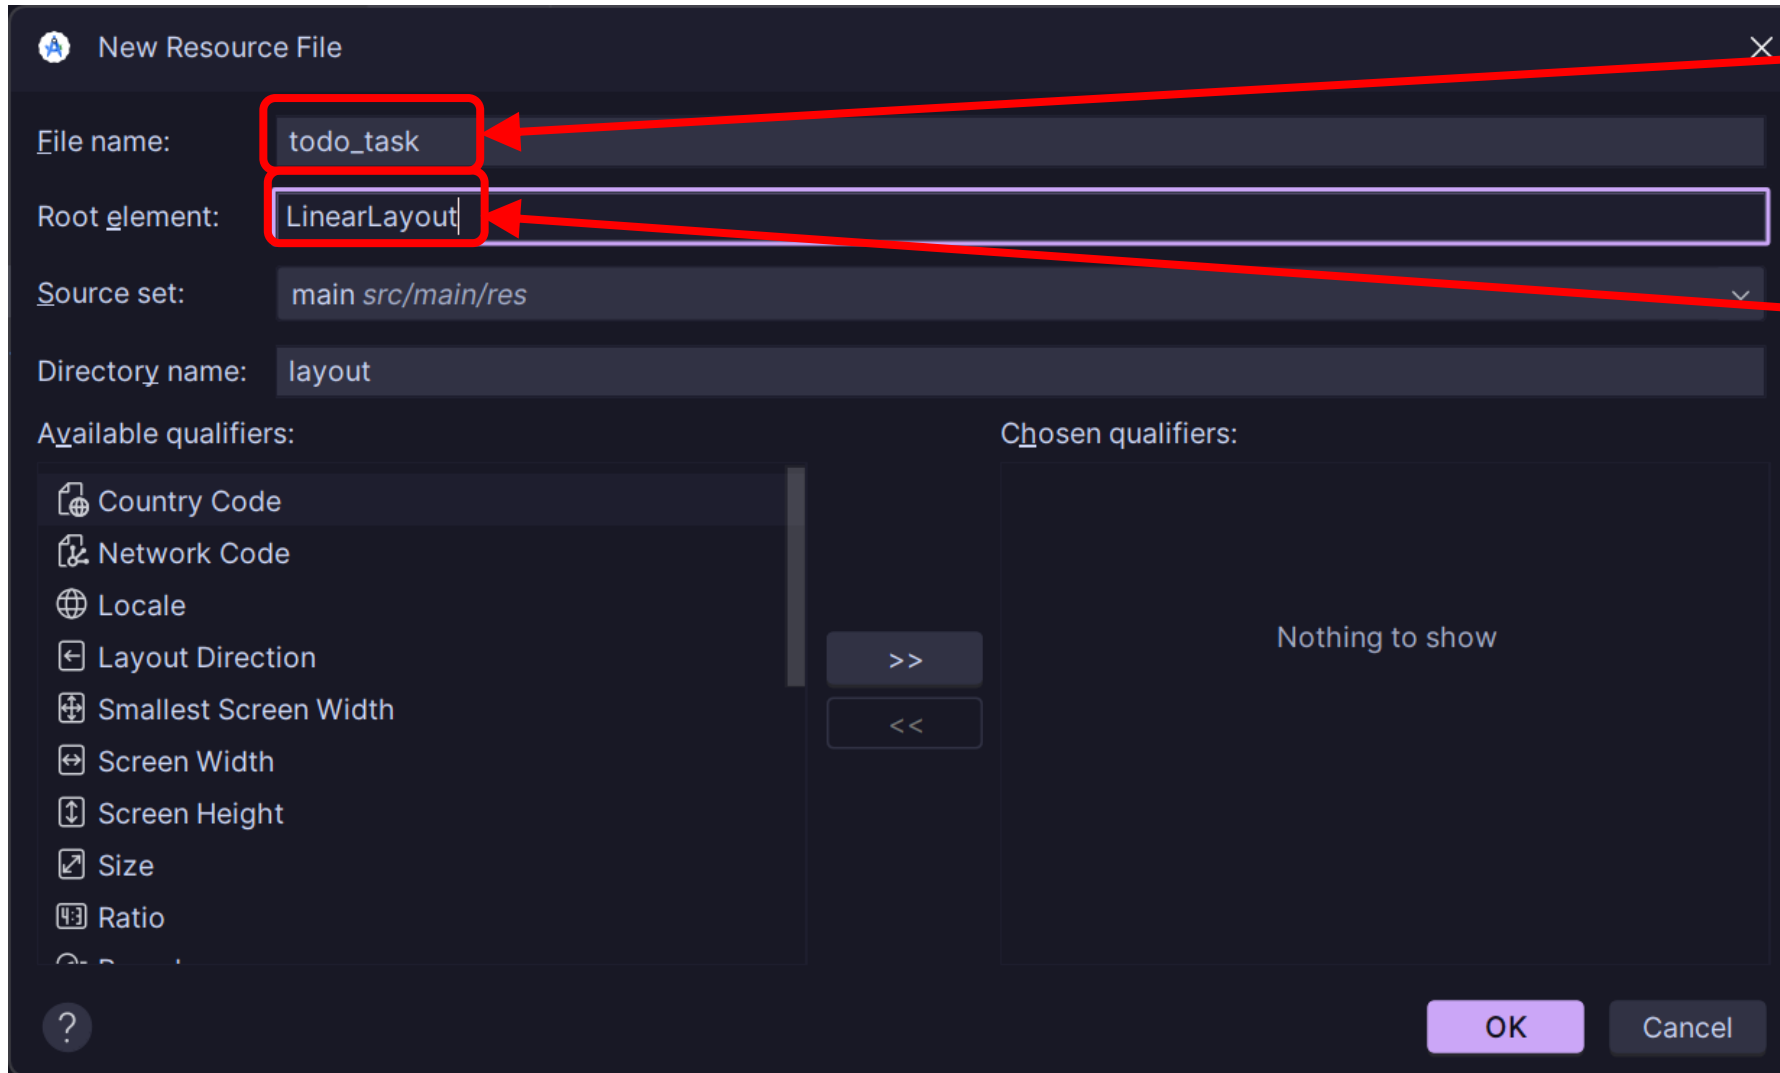 New Resource File
File name: todo_task
Root element: LinearLayout
Source set: main src/main/res
Directory name: layout
Available qualifiers: Chosen qualifiers:
Country Code
Network Code
Locale
Layout Direction
Smallest Screen Width
Screen Width
Screen Height
Size
Ratio
Nothing to show
>>
<<
?
OK Cancel